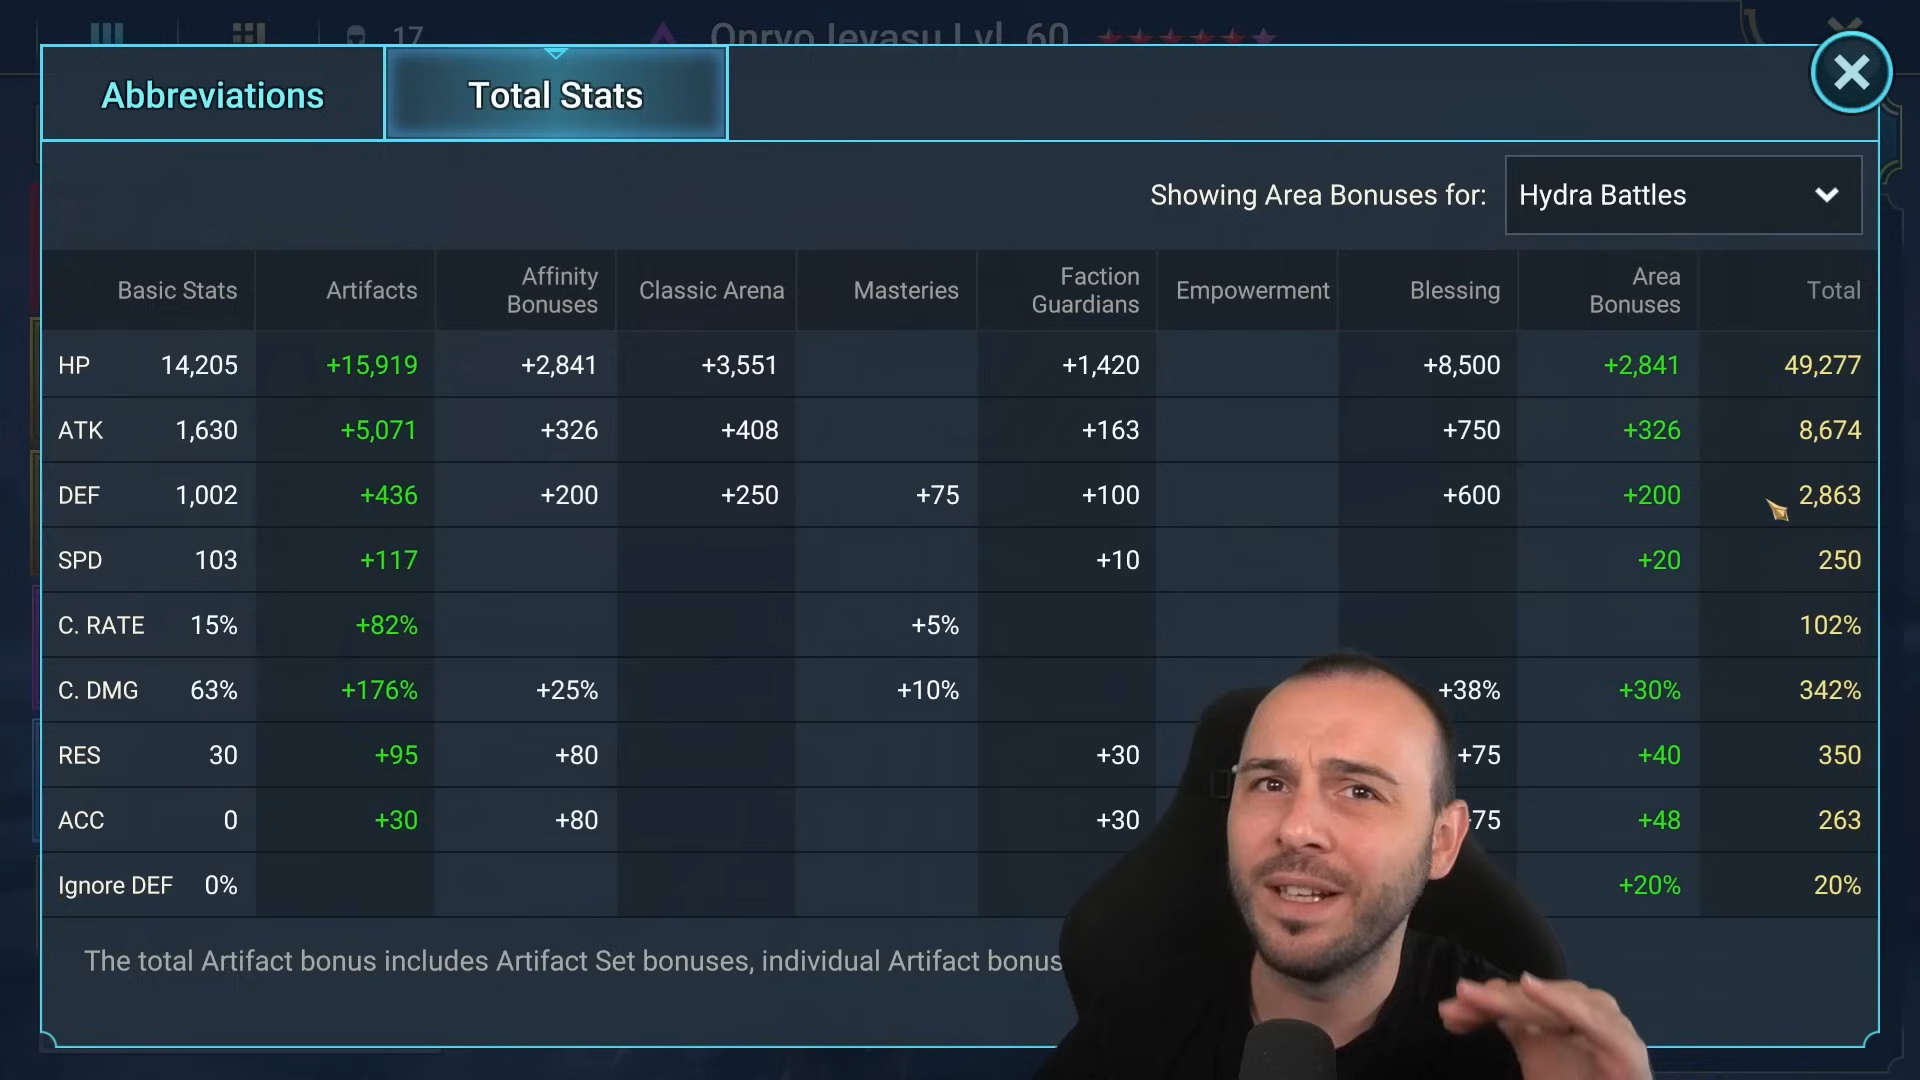 17 Onryo Ieyasu Lvl 60
Abbreviations Total Stats
Showing Area Bonuses for: Hydra Battles
Basic Stats Artifacts Affinity Bonuses Classic Arena Masteries Faction Guardians Empowerment Blessing Area Bonuses Total
HP 14,205 +15,919 +2,841 +3,551 +1,420 +8,500 +2,841 49,277
ATK 1,630 +5,071 +326 +408 +163 +750 +326 8,674
DEF 1,002 +436 +200 +250 +75 +100 +600 +200 2,863
SPD 103 +117 +10 +20 250
C. RATE 15% +82% +5% 102%
C. DMG 63% +176% +25% +10% +38% +30% 342%
RES 30 +95 +80 +30 +75 +40 350
ACC 0 +30 +80 +30 75 +48 263
Ignore DEF 0% +20% 20%
The total Artifact bonus includes Artifact Set bonuses, individual Artifact bonus